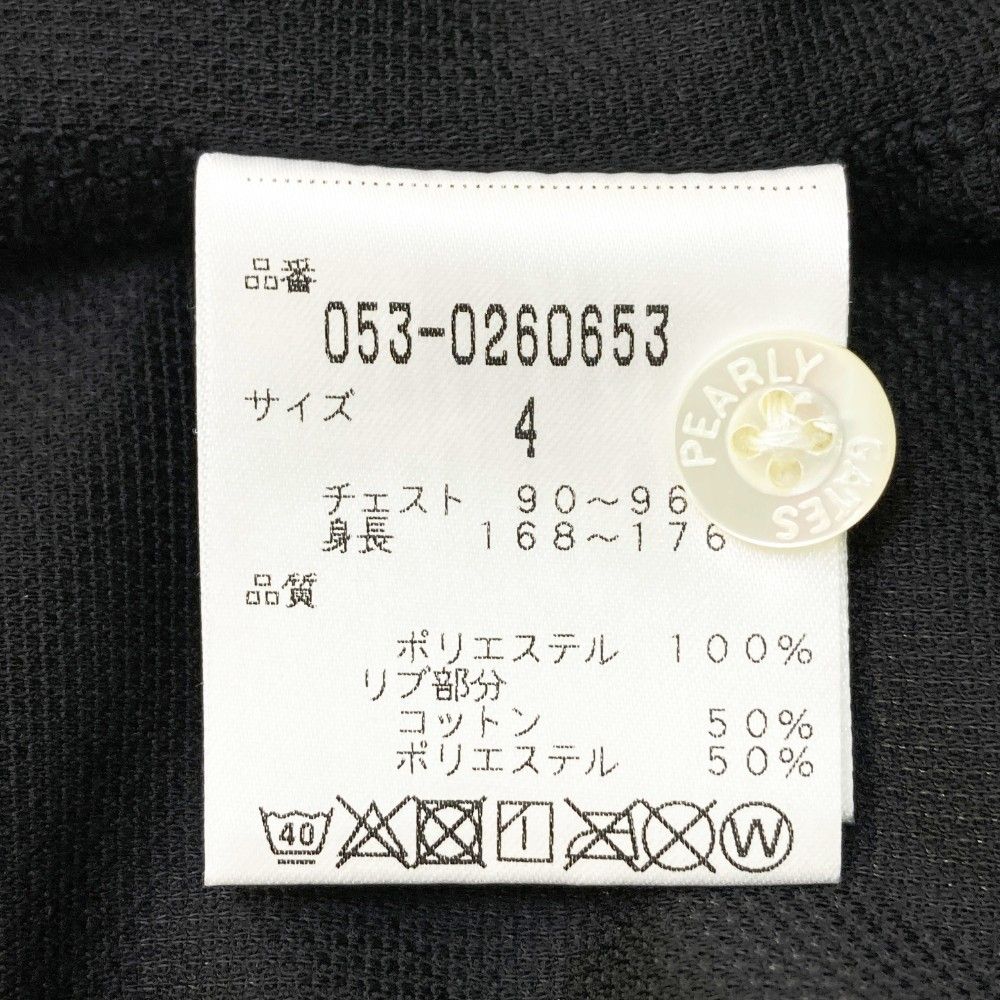 品番
053-0260653
サイズ
4
チェスト 90〜96
身長 168〜176
品質
ポリエステル 100%
リブ部分
コットン 50%
ポリエステル 50%
40
W
PEARLY GATES